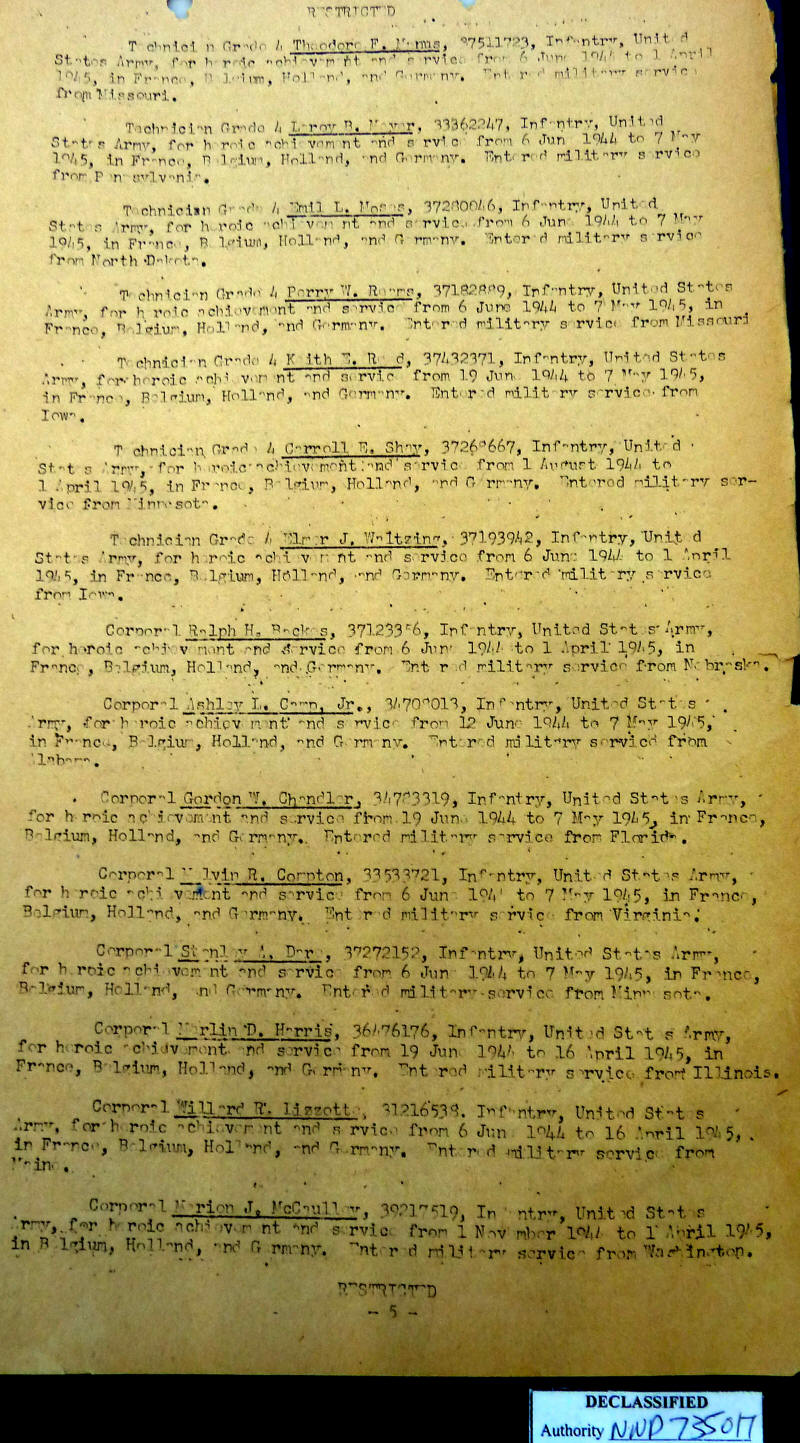 RESTRICTED
Technician Grade 4 Theodore F. 37511723, Infantry, United
States Army, for heroic achievement and service from 6 June 1944 to 1 April
1945, in France, Belgium, Holland, and Germany. Entered military service
from Missouri.
Technician Grade 4 Leroy B. Meyer, 33362247, Infantry, United
States Army, for heroic achievement and service from 6 June 1944 to 7 May
1945, in France, Belgium, Holland, and Germany. Entered military service
from Pennsylvania.
Technician Grade 4 Emil L. 37280046, Infantry, United
States Army, for heroic achievement and service from 6 June 1944 to 7 May
1945, in France, Belgium, Holland, and Germany. Entered military service
from North Dakota.
Technician Grade 4 Perry W. 37182889, Infantry, United States
Army, for heroic achievement and service from 6 June 1944 to 7 May 1945, in
France, Belgium, Holland, and Germany. Entered military service from Missouri
Technician Grade 4 Keith E. 37432371, Infantry, United States
Army, for heroic achievement and service from 19 June 1944 to 7 May 1945,
in France, Belgium, Holland, and Germany. Entered military service from
Iowa.
Technician Grade 4 Carroll E. Shay, Infantry, United
States Army, for heroic achievement and service from 1 August 1944 to
1 April 1945, in France, Belgium, Holland, and Germany. Entered military ser-
vice from Minnesota.
Technician Grade 4 Elmer J. Waltzing, 37193942, Infantry, United
States Army, for heroic achievement and service from 6 June 1944 to 1 April
1945, in France, Belgium, Holland, and Germany. Entered military service
from Iowa.
Corporal Ralph H. Infantry, United States Army,
for heroic achievement and service from 6 June 1944 to 1 April 1945, in
France, Belgium, Holland, and Germany. Entered military service from Nebraska.
Corporal Ashley L. Jr., 34708013, Infantry, United States
Army, for heroic achievement and service from 12 June 1944 to 7 May 1945,
in France, Belgium, Holland, and Germany. Entered military service from
Alabama.
Corporal Gordon W. Chandler, 34783319, Infantry, United States Army,
for heroic achievement and service from 19 June 1944 to 7 May 1945, in France,
Belgium, Holland, and Germany. Entered military service from Florida.
Corporal Melvin R. Compton, 33533721, Infantry, United States Army,
for heroic achievement and service from 6 June 1944 to 7 May 1945, in France,
Belgium, Holland, and Germany. Entered military service from Virginia.
Corporal Stanley A. 37272152, Infantry, United States Army,
for heroic achievement and service from 6 June 1944 to 7 May 1945, in France,
Belgium, Holland, and Germany. Entered military service from Minnesota.
Corporal D. Harris, 36476176, Infantry, United States Army,
for heroic achievement and service from 19 June 1944 to 16 April 1945, in
France, Belgium, Holland, and Germany. Entered military service from Illinois.
Corporal Willard R. Lizzotte, 31216538, Infantry, United States
Army, for heroic achievement and service from 6 June 1944 to 16 April 1945,
in France, Belgium, Holland, and Germany. Entered military service from
Maine.
Corporal Marion J. McCaulley, 39217519, Infantry, United States
Army, for heroic achievement and service from 1 November 1944 to 1 April 1945,
in Belgium, Holland, and Germany. Entered military service from Washington.
RESTRICTED
- 5 -
DECLASSIFIED
Authority NND 735017